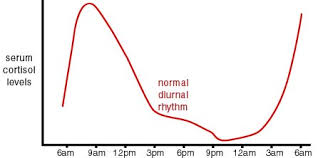 serum
cortisol
levels
normal
diurnal
rhythm
6am 9am 12pm 3pm 6pm 9pm 12am 3am 6am